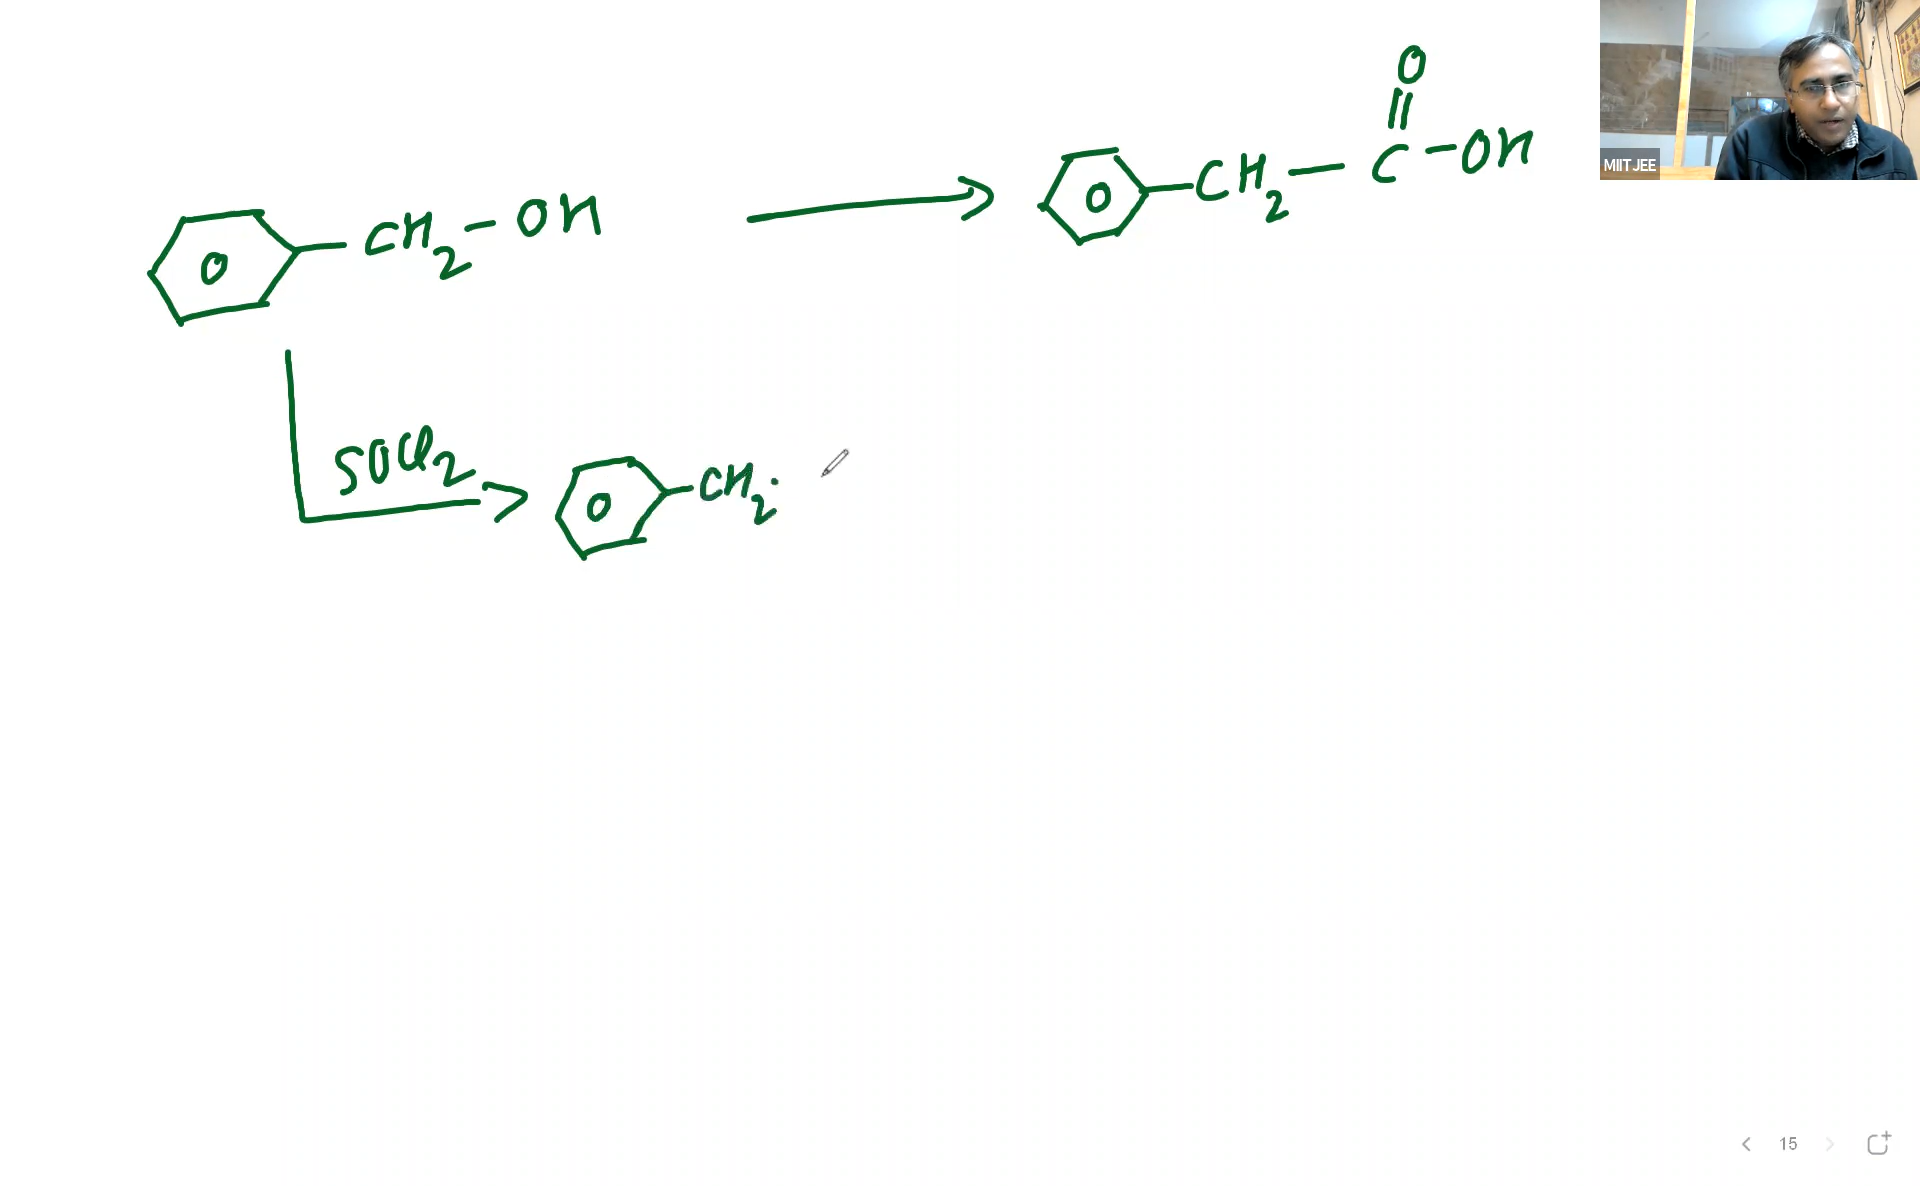 O
||
CH2 - OH → CH2 - C - OH
SOCl2
CH2
MIIT JEE
15